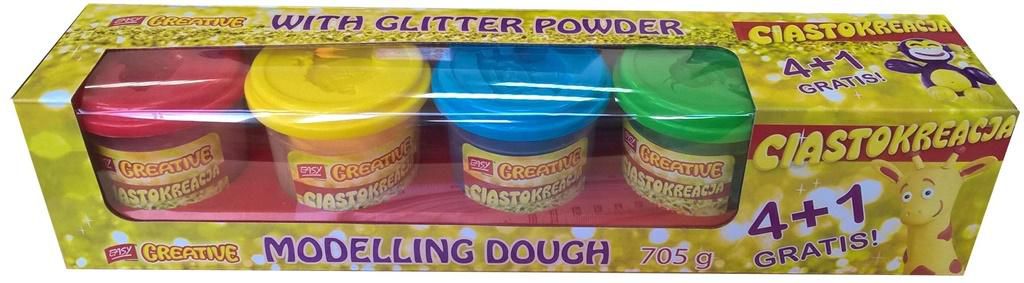 EASY CREATIVE WITH GLITTER POWDER
CIASTOKREACJA
4+1
GRATIS!
EASY CREATIVE
CIASTOKREACJA
EASY CREATIVE
CIASTOKREACJA
EASY CREATIVE
CIASTOKREACJA
EASY CREATIVE
CIASTOKREACJA
CIASTOKREACJA
4+1
GRATIS!
EASY CREATIVE MODELLING DOUGH 705 g